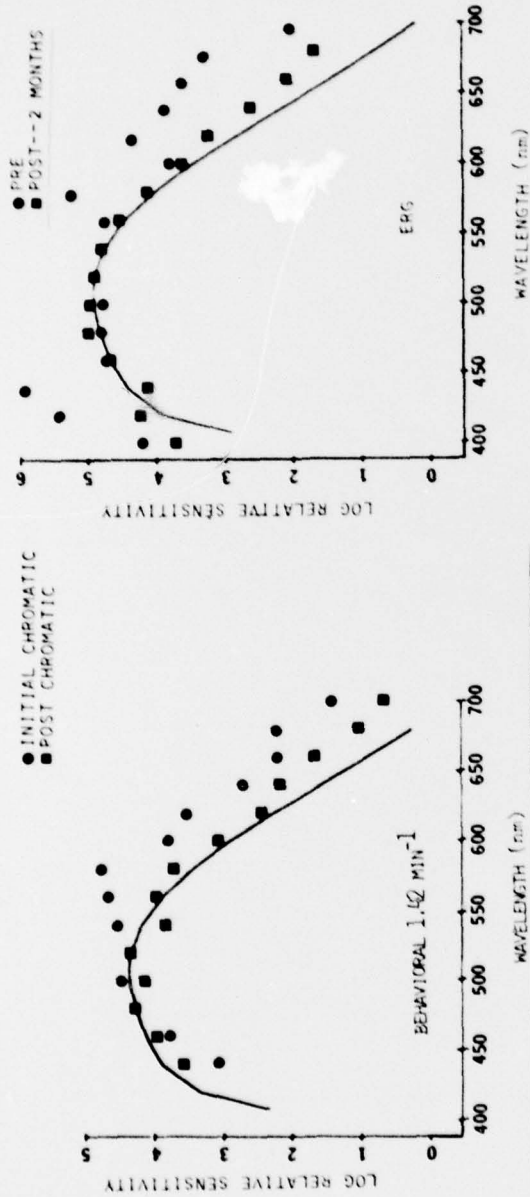 ● INITIAL CHROMATIC
■ POST CHROMATIC
LOG RELATIVE SENSITIVITY
5
4
3
2
1
0
BEHAVIORAL 1.42 MIN⁻¹
400 450 500 550 600 650 700
WAVELENGTH (nm)
● PRE
■ POST--2 MONTHS
LOG RELATIVE SENSITIVITY
6
5
4
3
2
1
0
ERG
400 450 500 550 600 650 700
WAVELENGTH (nm)